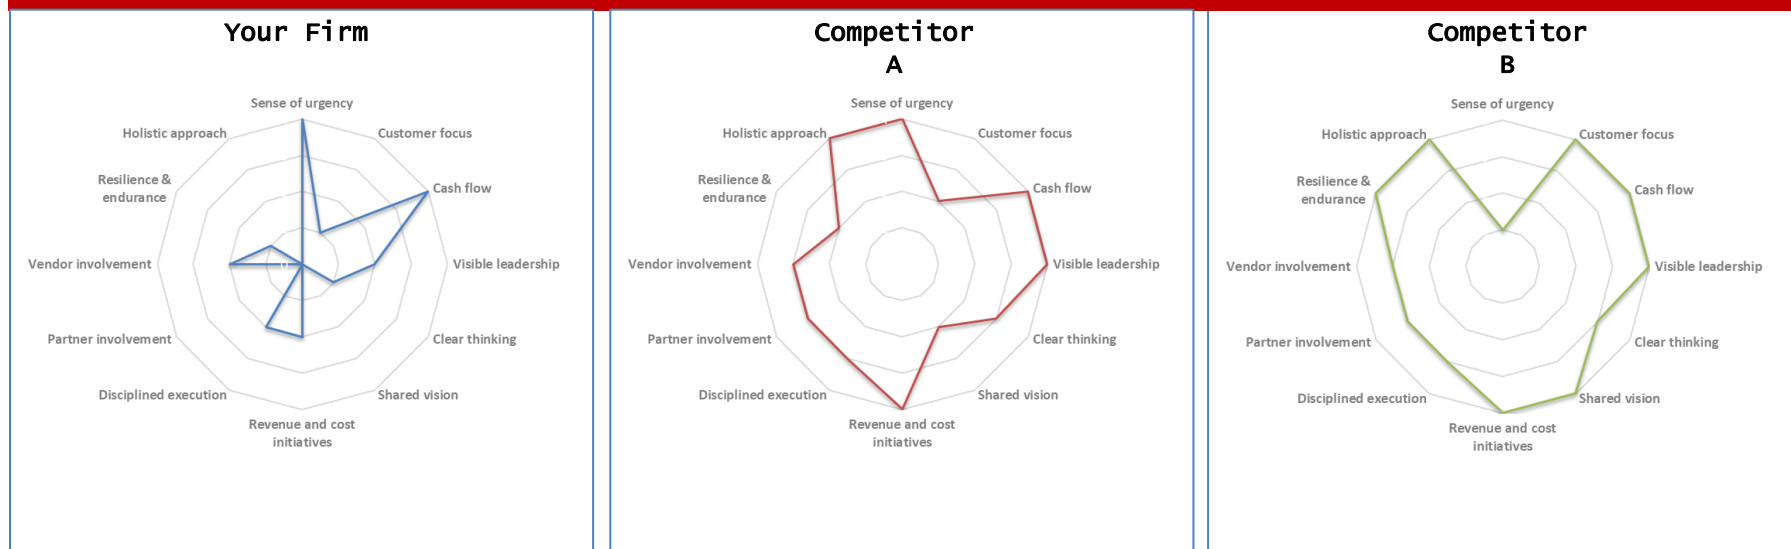 Your Firm
Sense of urgency
Holistic approach
Customer focus
Resilience &
endurance
Cash flow
Vendor involvement
Visible leadership
Partner involvement
Clear thinking
Disciplined execution
Shared vision
Revenue and cost
initiatives
Competitor
A
Sense of urgency
Holistic approach
Customer focus
Resilience &
endurance
Cash flow
Vendor involvement
Visible leadership
Partner involvement
Clear thinking
Disciplined execution
Shared vision
Revenue and cost
initiatives
Competitor
B
Sense of urgency
Holistic approach
Customer focus
Resilience &
endurance
Cash flow
Vendor involvement
Visible leadership
Partner involvement
Clear thinking
Disciplined execution
Shared vision
Revenue and cost
initiatives